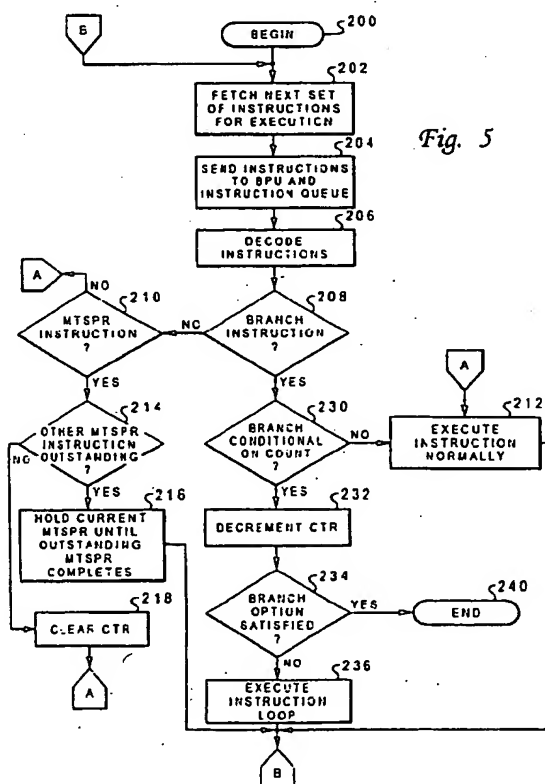 B
BEGIN
200
202
FETCH NEXT SET
OF INSTRUCTIONS
FOR EXECUTION
Fig. 5
204
SEND INSTRUCTIONS
TO BPU AND
INSTRUCTION QUEUE
206
DECODE
INSTRUCTIONS
A
NO
210
MTSPR
INSTRUCTION
?
NO
208
BRANCH
INSTRUCTION
?
YES
YES
A
214
OTHER MTSPR
INSTRUCTION
OUTSTANDING
?
NO
YES
230
BRANCH
CONDITIONAL
ON COUNT
?
NO
YES
212
EXECUTE
INSTRUCTION
NORMALLY
216
HOLD CURRENT
MTSPR UNTIL
OUTSTANDING
MTSPR
COMPLETES
232
DECREMENT CTR
234
BRANCH
OPTION
SATISFIED
?
YES
240
END
218
CLEAR CTR
NO
236
EXECUTE
INSTRUCTION
LOOP
A
B